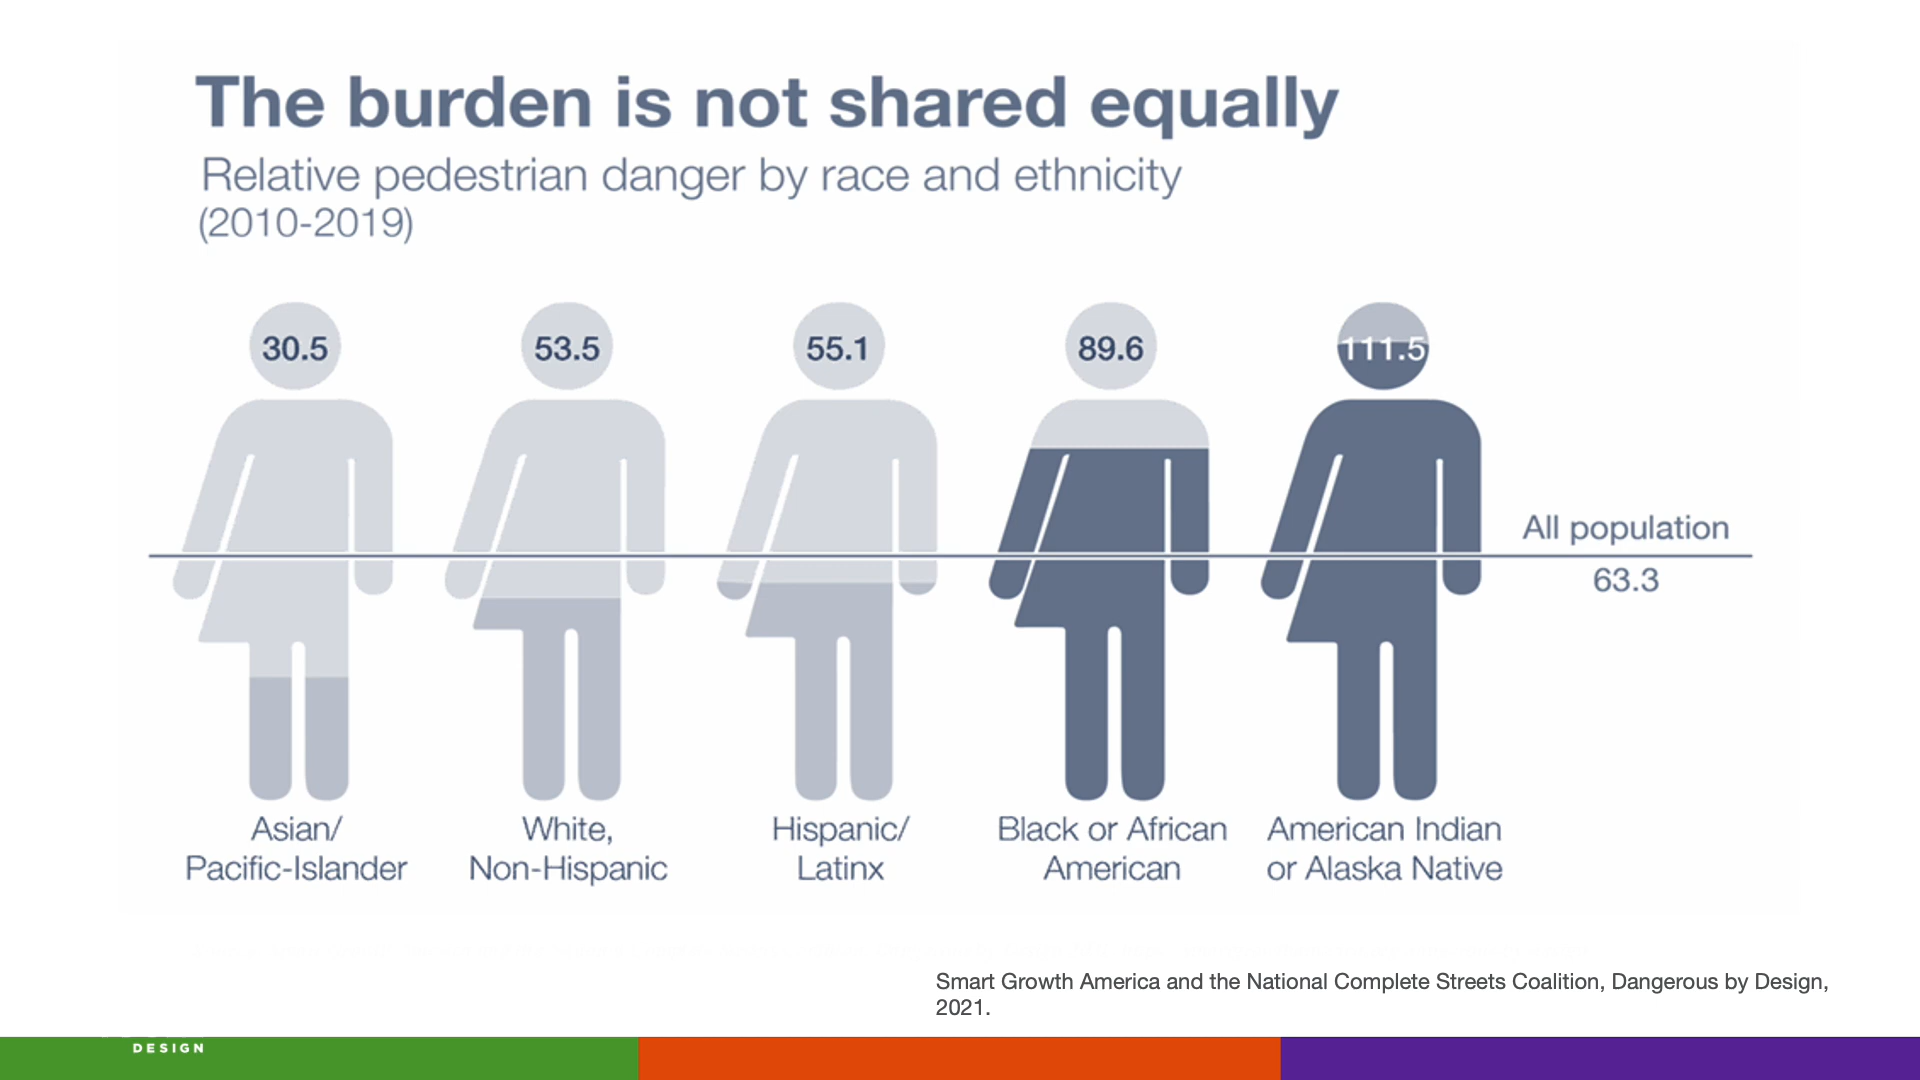 The burden is not shared equally
Relative pedestrian danger by race and ethnicity
(2010-2019)
30.5
53.5
55.1
89.6
111.5
All population
63.3
Asian/
Pacific-Islander
White,
Non-Hispanic
Hispanic/
Latinx
Black or African
American
American Indian
or Alaska Native
Smart Growth America and the National Complete Streets Coalition, Dangerous by Design,
2021.
DESIGN